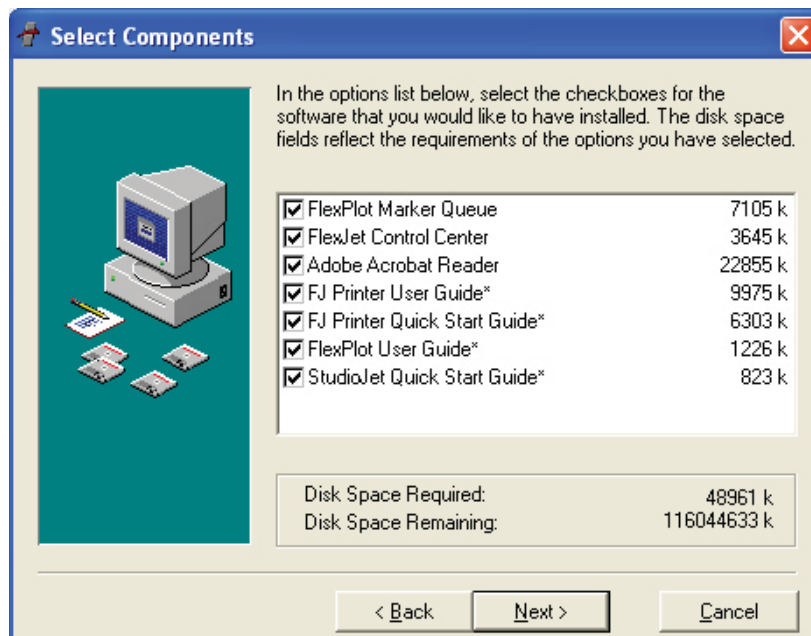 Select Components
In the options list below, select the checkboxes for the
software that you would like to have installed. The disk space
fields reflect the requirements of the options you have selected.
FlexPlot Marker Queue 7105 k
FlexJet Control Center 3645 k
Adobe Acrobat Reader 22855 k
FJ Printer User Guide* 9975 k
FJ Printer Quick Start Guide* 6303 k
FlexPlot User Guide* 1226 k
StudioJet Quick Start Guide* 823 k
Disk Space Required: 48961 k
Disk Space Remaining: 116044633 k
< Back Next > Cancel